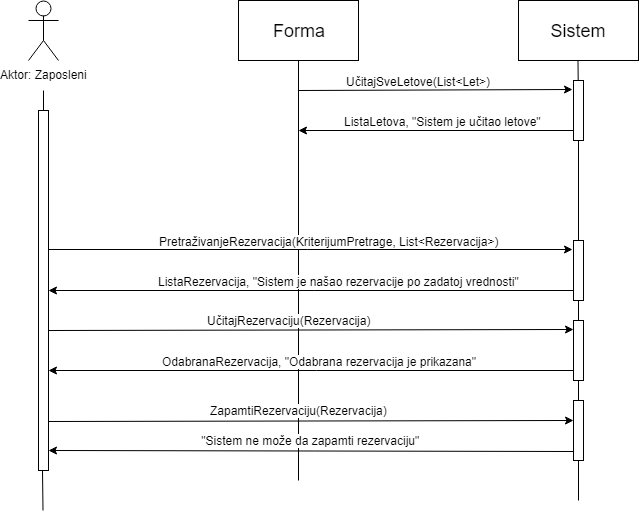 Forma
Sistem
Aktor: Zaposleni
UčitajSveLetove(List<Let>)
ListaLetova, "Sistem je učitao letove"
PretraživanjeRezervacija(KriterijumPretrage, List<Rezervacija>)
ListaRezervacija, "Sistem je našao rezervacije po zadatoj vrednosti"
UčitajRezervaciju(Rezervacija)
OdabranaRezervacija, "Odabrana rezervacija je prikazana"
ZapamtiRezervaciju(Rezervacija)
"Sistem ne može da zapamti rezervaciju"